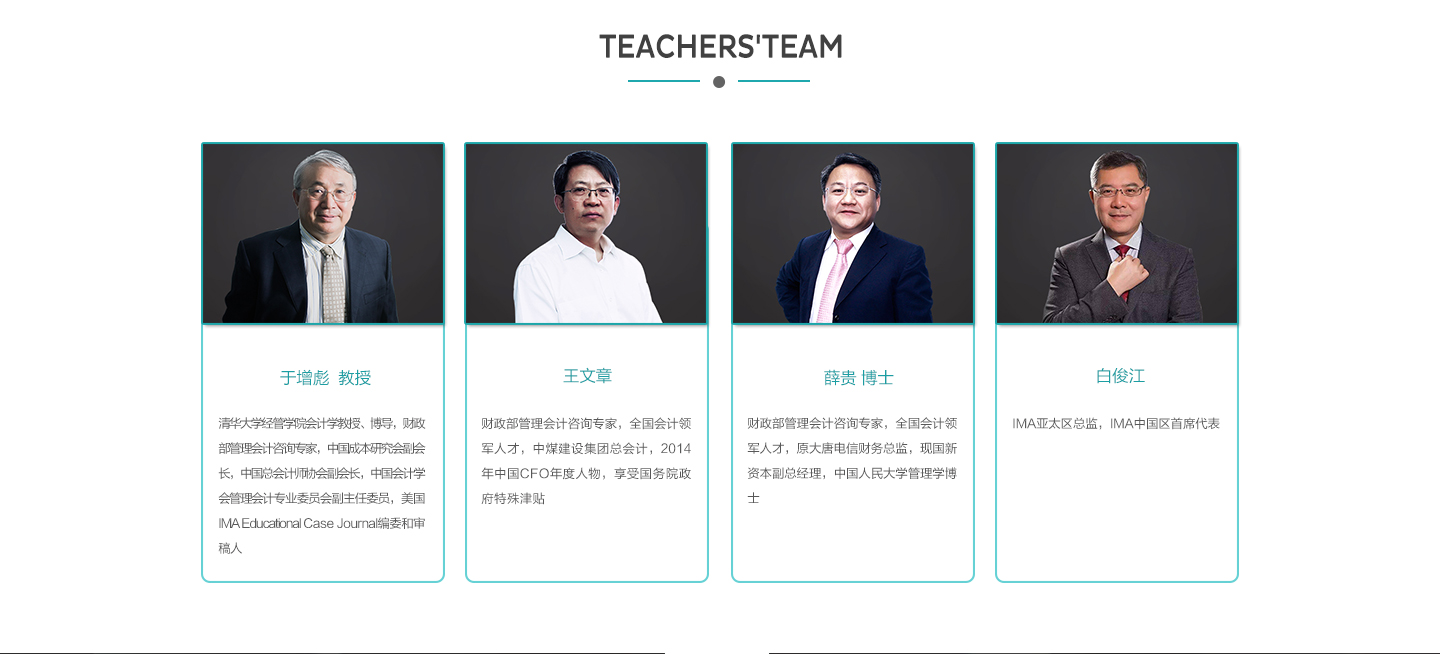 TEACHERS'TEAM
于增彪 教授
清华大学经管学院会计学教授、博导，财政
部管理会计咨询专家，中国成本研究会副会
长，中国总会计师协会副会长，中国会计学
会管理会计专业委员会副主任委员，美国
IMA Educational Case Journal编委和审
稿人
王文章
财政部管理会计咨询专家，全国会计领
军人才，中煤建设集团总会计，2014
年中国CFO年度人物，享受国务院政
府特殊津贴
薛贵 博士
财政部管理会计咨询专家，全国会计领
军人才，原大唐电信财务总监，现国新
资本副总经理，中国人民大学管理学博
士
白俊江
IMA亚太区总监，IMA中国区首席代表